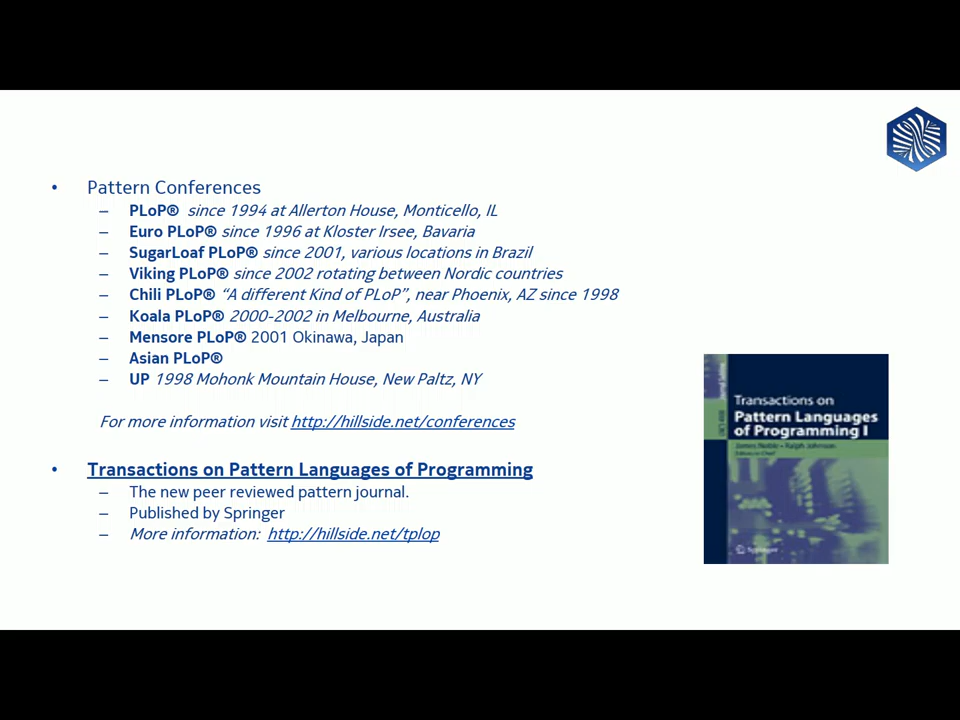 • Pattern Conferences
– PLoP® since 1994 at Allerton House, Monticello, IL
– Euro PLoP® since 1996 at Kloster Irsee, Bavaria
– SugarLoaf PLoP® since 2001, various locations in Brazil
– Viking PLoP® since 2002 rotating between Nordic countries
– Chili PLoP® “A different Kind of PLoP”, near Phoenix, AZ since 1998
– Koala PLoP® 2000-2002 in Melbourne, Australia
– Mensore PLoP® 2001 Okinawa, Japan
– Asian PLoP®
– UP 1998 Mohonk Mountain House, New Paltz, NY
For more information visit http://hillside.net/conferences
• Transactions on Pattern Languages of Programming
– The new peer reviewed pattern journal.
– Published by Springer
– More information: http://hillside.net/tplop
Transactions on
Pattern Languages
of Programming I
James Noble · Ralph Johnson
Editors-in-Chief
Springer